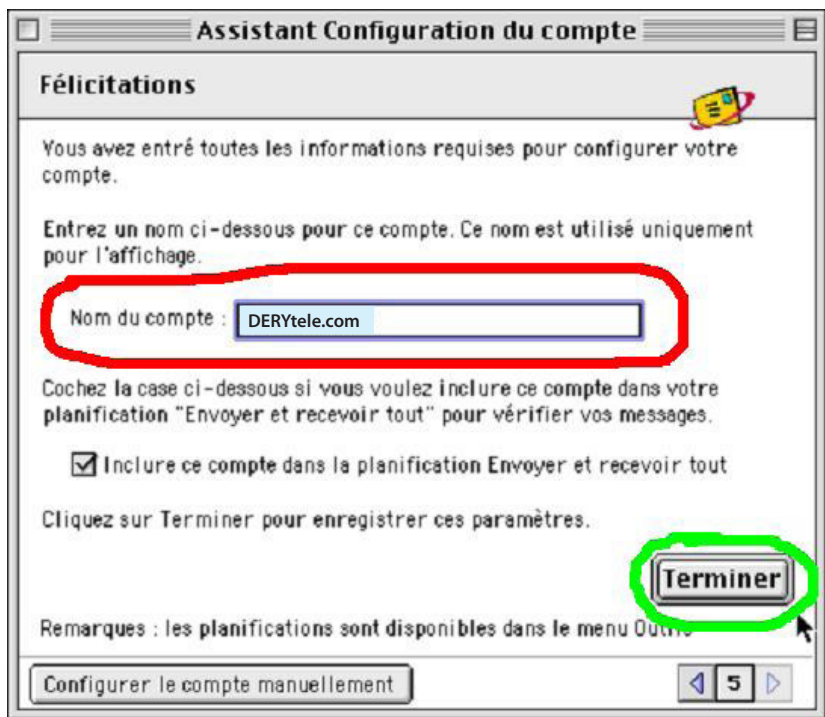 Assistant Configuration du compte
Félicitations
Vous avez entré toutes les informations requises pour configurer votre
compte.
Entrez un nom ci-dessous pour ce compte. Ce nom est utilisé uniquement
pour l'affichage.
Nom du compte : DERYtele.com
Cochez la case ci-dessous si vous voulez inclure ce compte dans votre
planification "Envoyer et recevoir tout" pour vérifier vos messages.
Inclure ce compte dans la planification Envoyer et recevoir tout
Cliquez sur Terminer pour enregistrer ces paramètres.
Terminer
Remarques : les planifications sont disponibles dans le menu
Configurer le compte manuellement
5